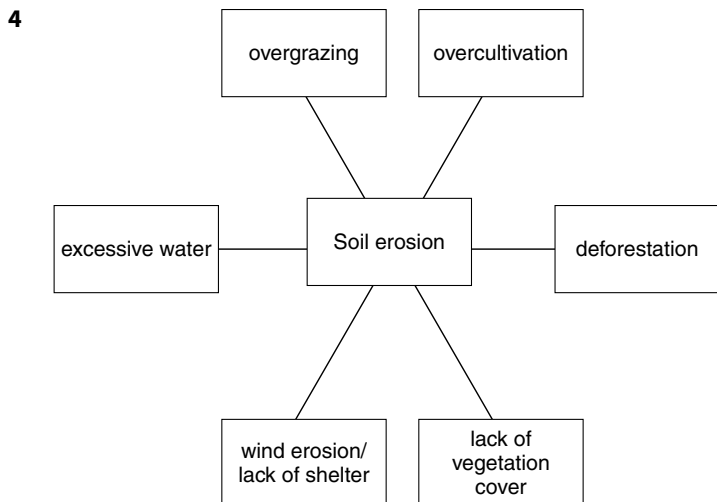 4
overgrazing
overcultivation
excessive water
Soil erosion
deforestation
wind erosion/
lack of shelter
lack of
vegetation
cover